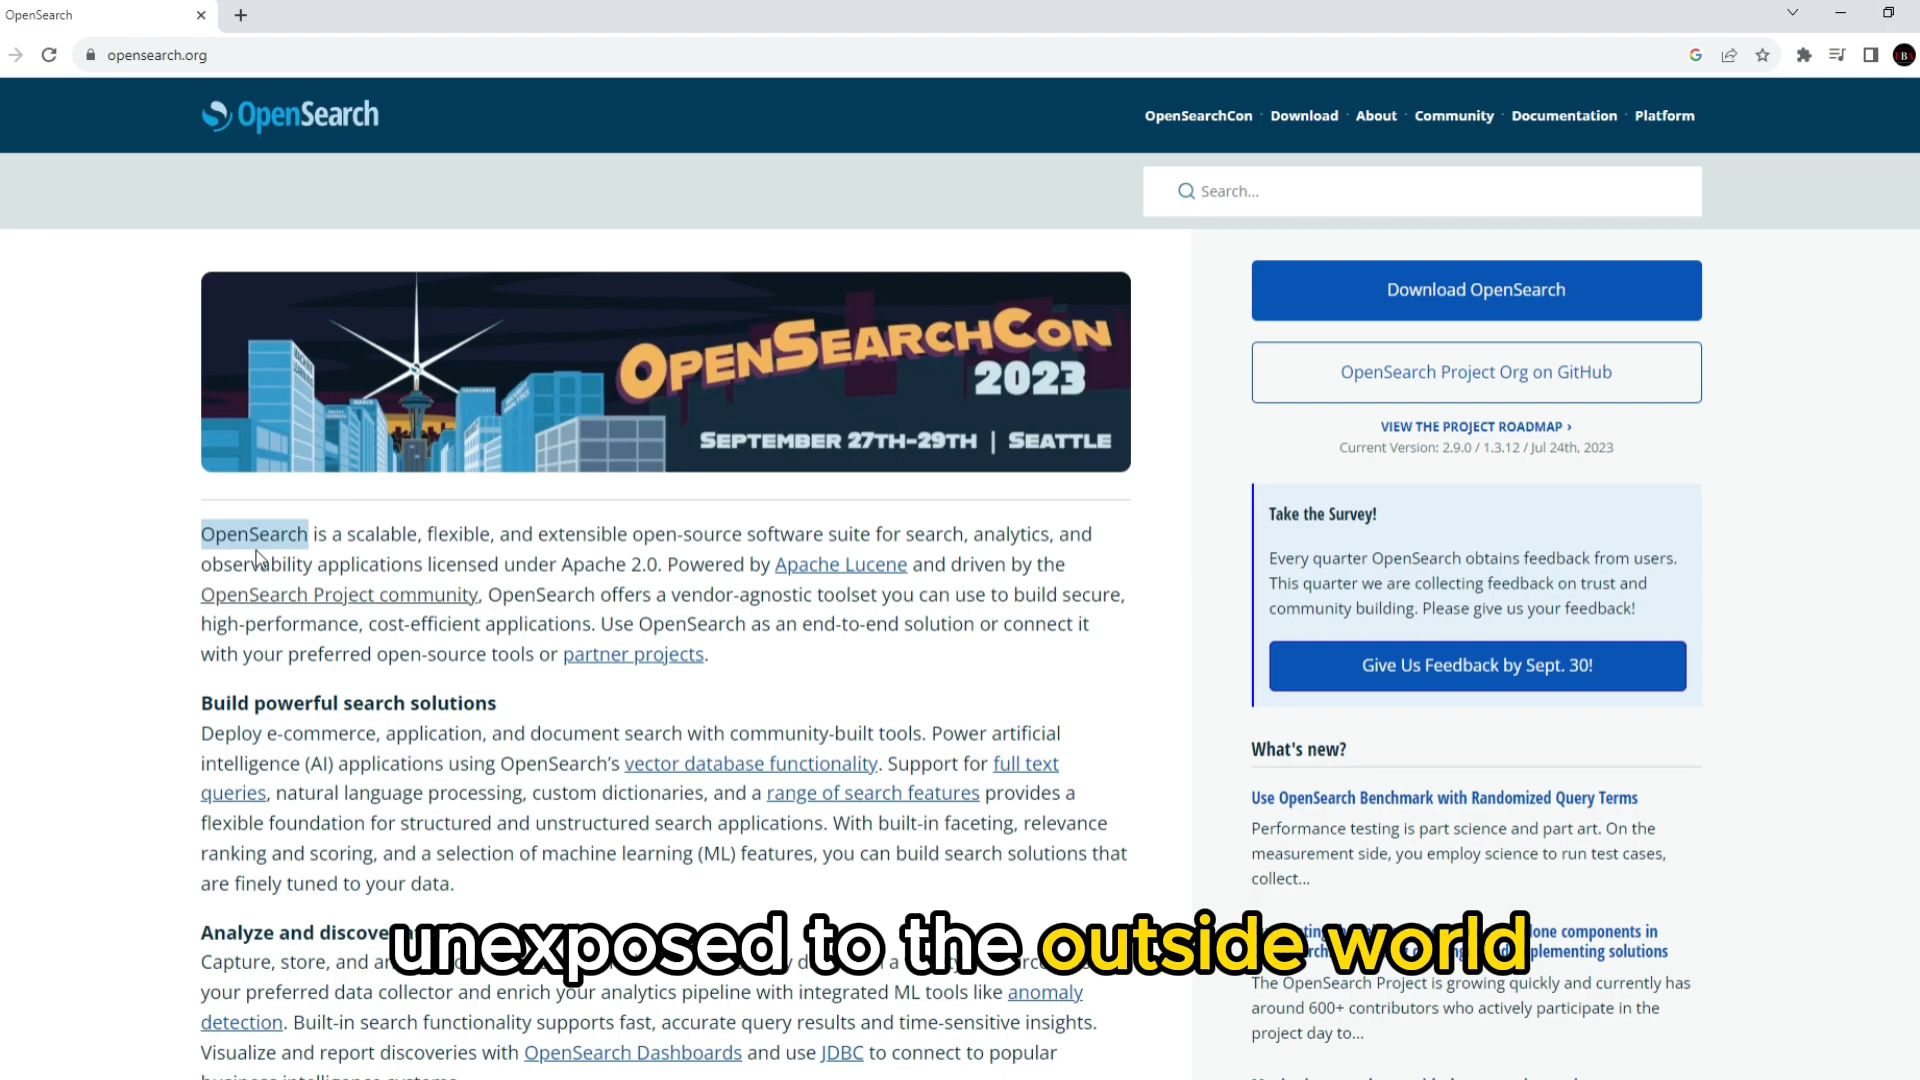 OpenSearch
opensearch.org
OpenSearch
OpenSearchCon · Download · About · Community · Documentation · Platform
Search...
OPENSEARCHCON
2023
SEPTEMBER 27TH-29TH | SEATTLE
OpenSearch is a scalable, flexible, and extensible open-source software suite for search, analytics, and
observability applications licensed under Apache 2.0. Powered by Apache Lucene and driven by the
OpenSearch Project community, OpenSearch offers a vendor-agnostic toolset you can use to build secure,
high-performance, cost-efficient applications. Use OpenSearch as an end-to-end solution or connect it
with your preferred open-source tools or partner projects.
Build powerful search solutions
Deploy e-commerce, application, and document search with community-built tools. Power artificial
intelligence (AI) applications using OpenSearch's vector database functionality. Support for full text
queries, natural language processing, custom dictionaries, and a range of search features provides a
flexible foundation for structured and unstructured search applications. With built-in faceting, relevance
ranking and scoring, and a selection of machine learning (ML) features, you can build search solutions that
are finely tuned to your data.
Analyze and discover
Capture, store, and
your preferred data collector and enrich your analytics pipeline with integrated ML tools like anomaly
detection. Built-in search functionality supports fast, accurate query results and time-sensitive insights.
Visualize and report discoveries with OpenSearch Dashboards and use JDBC to connect to popular
Download OpenSearch
OpenSearch Project Org on GitHub
VIEW THE PROJECT ROADMAP ›
Current Version: 2.9.0 / 1.3.12 / Jul 24th, 2023
Take the Survey!
Every quarter OpenSearch obtains feedback from users.
This quarter we are collecting feedback on trust and
community building. Please give us your feedback!
Give Us Feedback by Sept. 30!
What's new?
Use OpenSearch Benchmark with Randomized Query Terms
Performance testing is part science and part art. On the
measurement side, you employ science to run test cases,
collect...
components in
solutions
The OpenSearch Project is growing quickly and currently has
around 600+ contributors who actively participate in the
project day to...
unexposed to the outside world